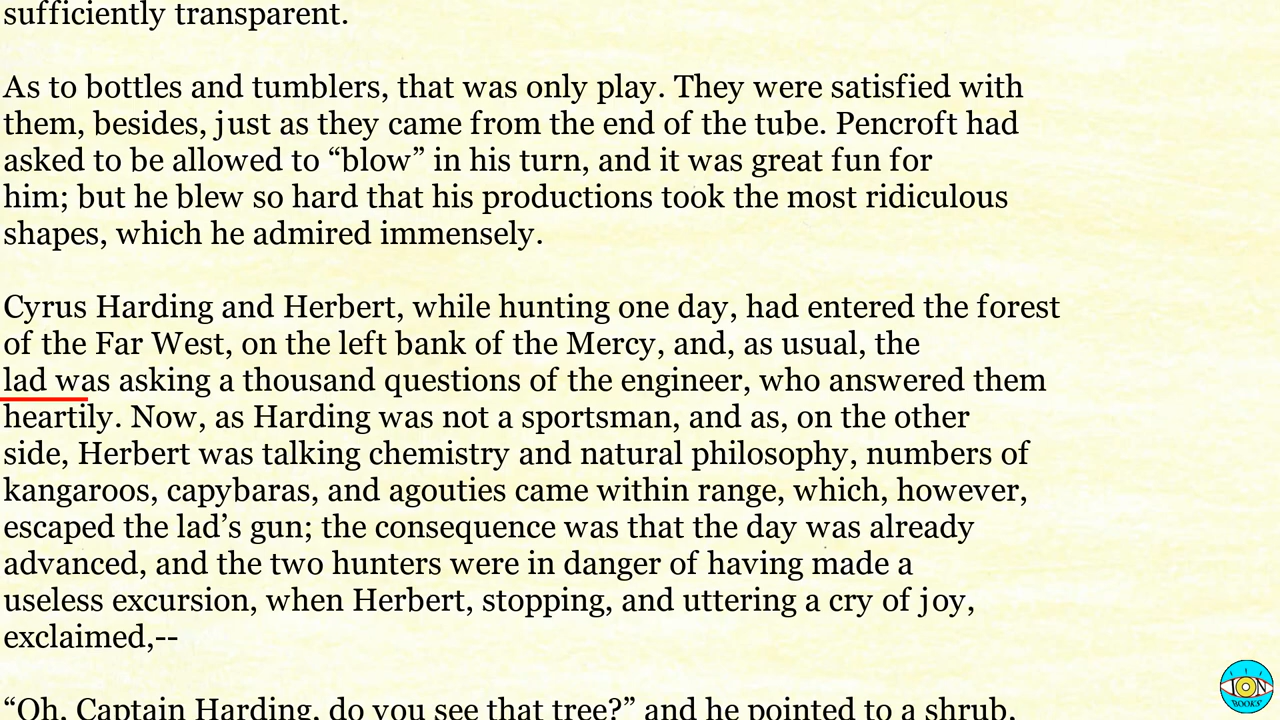 sufficiently transparent.
As to bottles and tumblers, that was only play. They were satisfied with
them, besides, just as they came from the end of the tube. Pencroft had
asked to be allowed to “blow” in his turn, and it was great fun for
him; but he blew so hard that his productions took the most ridiculous
shapes, which he admired immensely.
Cyrus Harding and Herbert, while hunting one day, had entered the forest
of the Far West, on the left bank of the Mercy, and, as usual, the
lad was asking a thousand questions of the engineer, who answered them
heartily. Now, as Harding was not a sportsman, and as, on the other
side, Herbert was talking chemistry and natural philosophy, numbers of
kangaroos, capybaras, and agouties came within range, which, however,
escaped the lad’s gun; the consequence was that the day was already
advanced, and the two hunters were in danger of having made a
useless excursion, when Herbert, stopping, and uttering a cry of joy,
exclaimed,--
“Oh, Captain Harding, do you see that tree?” and he pointed to a shrub,
ION
BOOKS